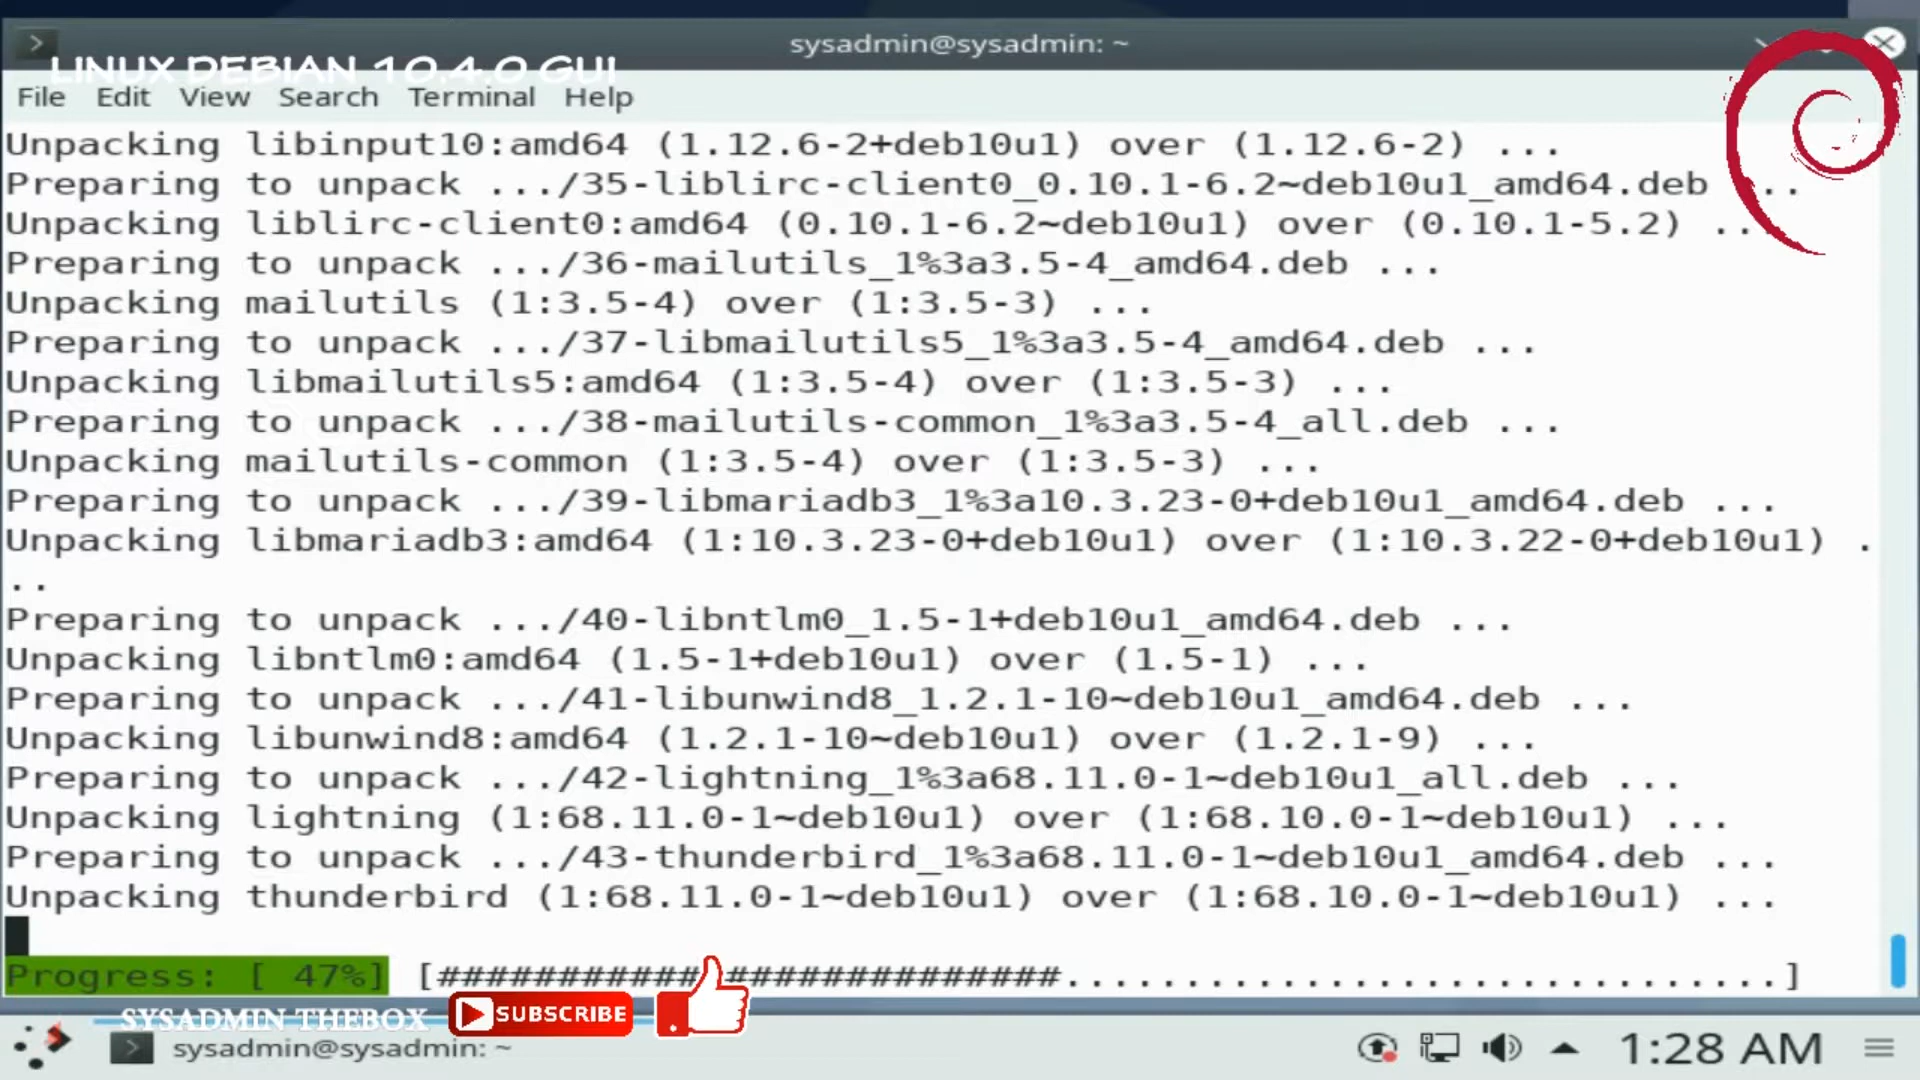 sysadmin@sysadmin: ~
LINUX DEBIAN 10.4.0 GUI
File Edit View Search Terminal Help
Unpacking libinput10:amd64 (1.12.6-2+deb10u1) over (1.12.6-2) ...
Preparing to unpack .../35-liblirc-client0_0.10.1-6.2~deb10u1_amd64.deb ...
Unpacking liblirc-client0:amd64 (0.10.1-6.2~deb10u1) over (0.10.1-5.2) ...
Preparing to unpack .../36-mailutils_1%3a3.5-4_amd64.deb ...
Unpacking mailutils (1:3.5-4) over (1:3.5-3) ...
Preparing to unpack .../37-libmailutils5_1%3a3.5-4_amd64.deb ...
Unpacking libmailutils5:amd64 (1:3.5-4) over (1:3.5-3) ...
Preparing to unpack .../38-mailutils-common_1%3a3.5-4_all.deb ...
Unpacking mailutils-common (1:3.5-4) over (1:3.5-3) ...
Preparing to unpack .../39-libmariadb3_1%3a10.3.23-0+deb10u1_amd64.deb ...
Unpacking libmariadb3:amd64 (1:10.3.23-0+deb10u1) over (1:10.3.22-0+deb10u1) .
..
Preparing to unpack .../40-libntlm0_1.5-1+deb10u1_amd64.deb ...
Unpacking libntlm0:amd64 (1.5-1+deb10u1) over (1.5-1) ...
Preparing to unpack .../41-libunwind8_1.2.1-10~deb10u1_amd64.deb ...
Unpacking libunwind8:amd64 (1.2.1-10~deb10u1) over (1.2.1-9) ...
Preparing to unpack .../42-lightning_1%3a68.11.0-1~deb10u1_all.deb ...
Unpacking lightning (1:68.11.0-1~deb10u1) over (1:68.10.0-1~deb10u1) ...
Preparing to unpack .../43-thunderbird_1%3a68.11.0-1~deb10u1_amd64.deb ...
Unpacking thunderbird (1:68.11.0-1~deb10u1) over (1:68.10.0-1~deb10u1) ...
Progress: [ 47%] [##########################..............................]
SYSADMIN THEBOX SUBSCRIBE
sysadmin@sysadmin: ~
1:28 AM